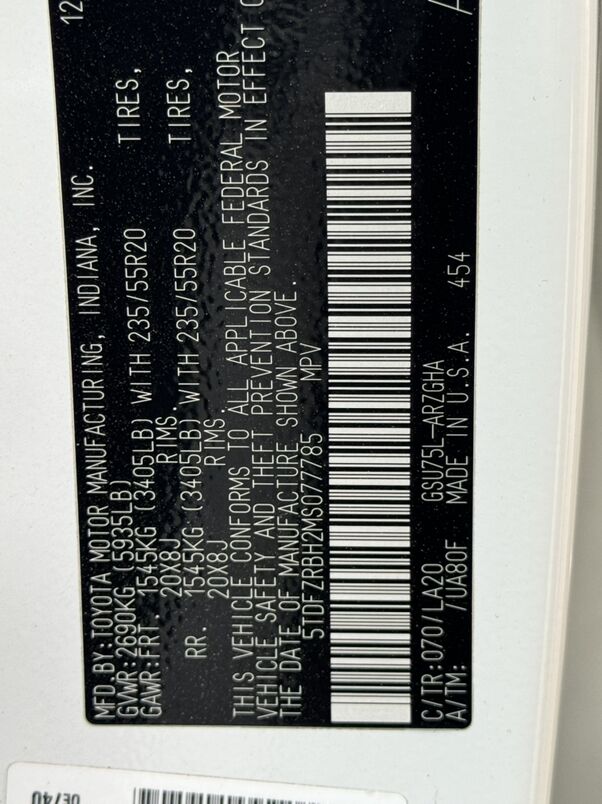 12
MFD.BY:TOYOTA MOTOR MANUFACTURING, INDIANA, INC.
GVWR:2690KG (5935LB)
GAWR:FRT. 1545KG (3405LB) WITH 235/55R20 TIRES,
20X8J RIMS.
RR. 1545KG (3405LB) WITH 235/55R20 TIRES,
20X8J RIMS.
THIS VEHICLE CONFORMS TO ALL APPLICABLE FEDERAL MOTOR
VEHICLE SAFETY AND THEFT PREVENTION STANDARDS IN EFFECT
THE DATE OF MANUFACTURE SHOWN ABOVE.
5TDFZRBH2MS077785 MPV
C/TR:070/LA20 GSU75L-ARZGHA
A/TM: /UA80F MADE IN U.S.A. 454
OE740